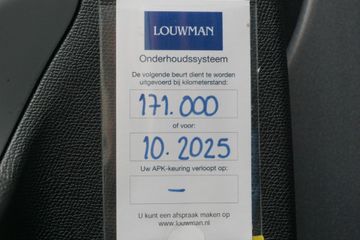 LOUWMAN
Onderhoudssysteem
De volgende beurt dient te worden
uitgevoerd bij kilometerstand:
171.000
of voor:
10.2025
Uw APK-keuring verloopt op:
–
U kunt een afspraak maken op
www.louwman.nl